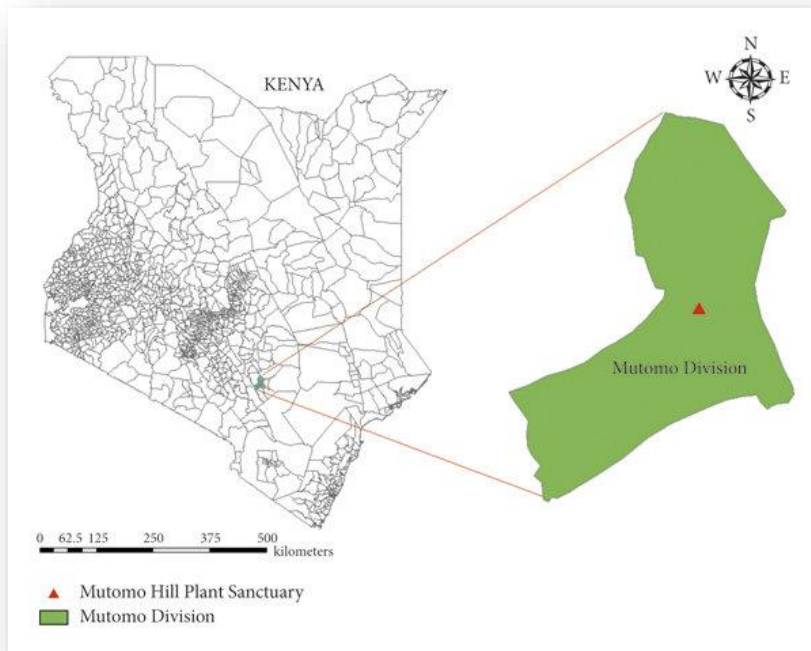 KENYA
N
W E
S
Mutomo Division
0 62.5 125 250 375 500
kilometers
Mutomo Hill Plant Sanctuary
Mutomo Division